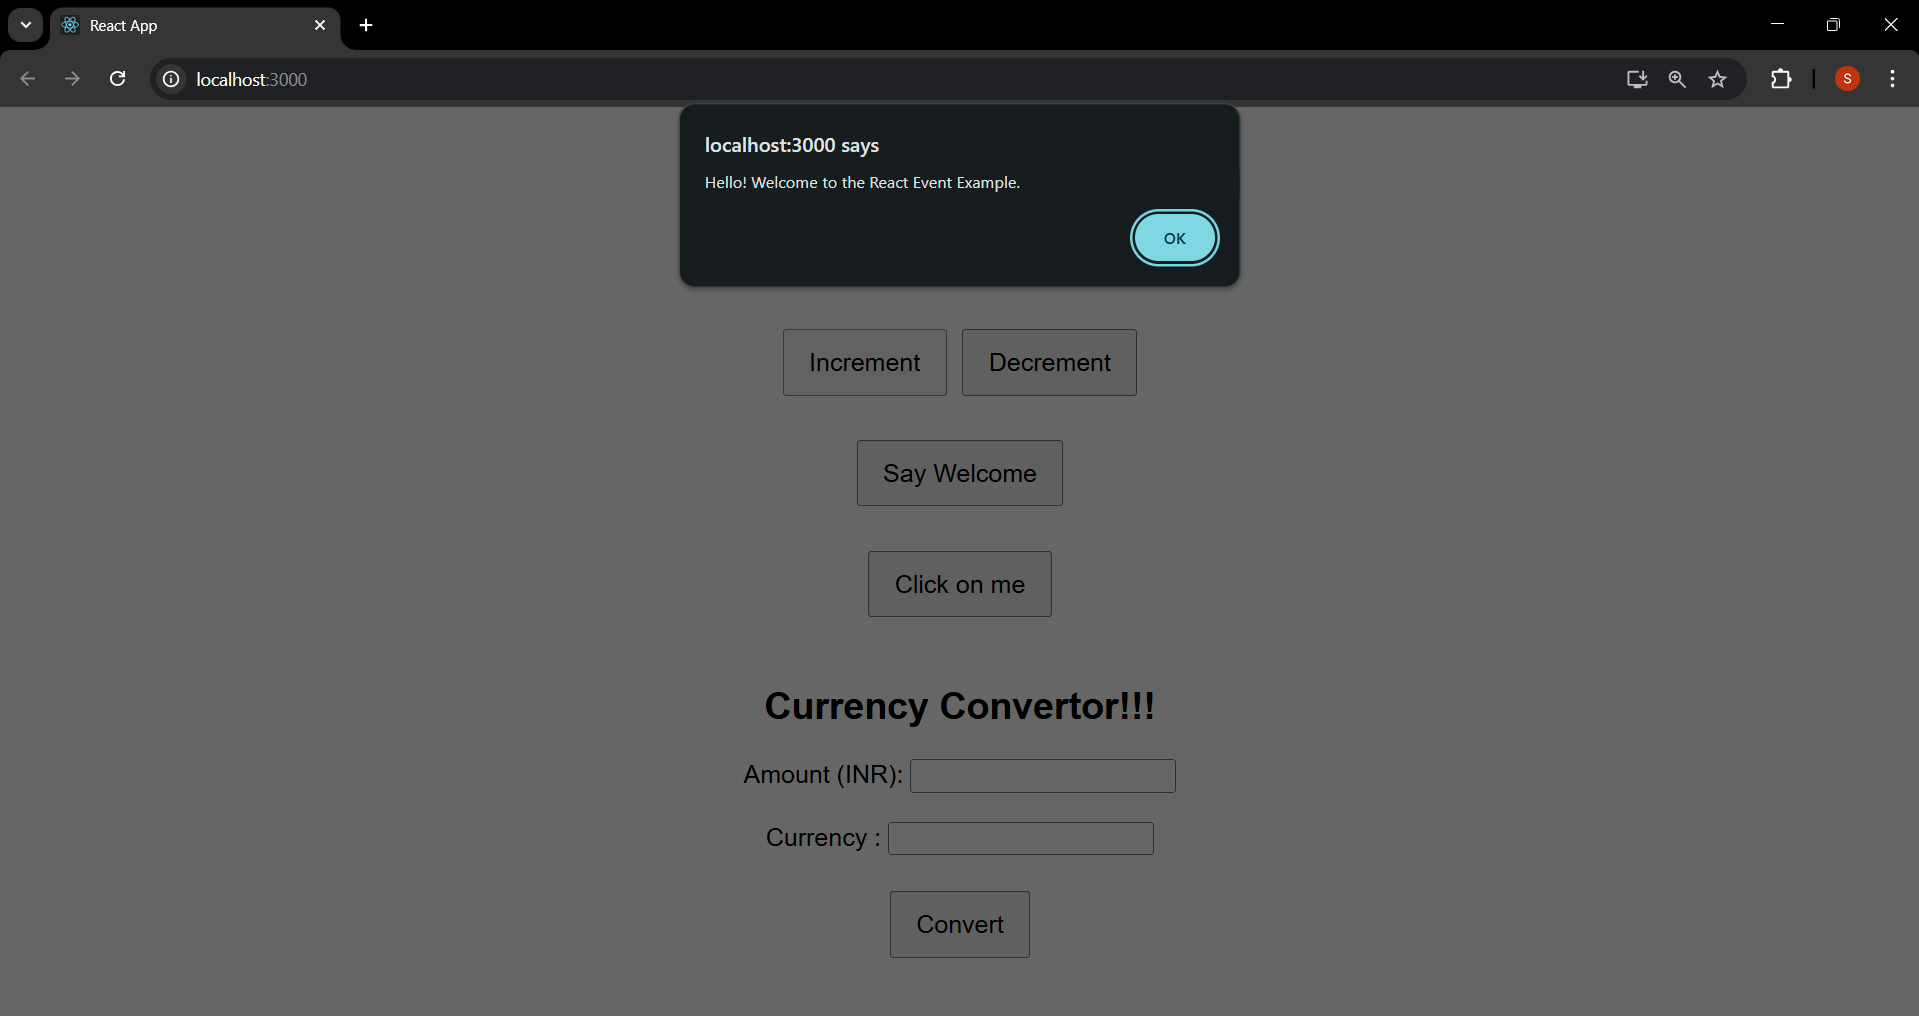 React App
localhost:3000
S
localhost:3000 says
Hello! Welcome to the React Event Example.
OK
Increment Decrement
Say Welcome
Click on me
Currency Convertor!!!
Amount (INR):
Currency :
Convert